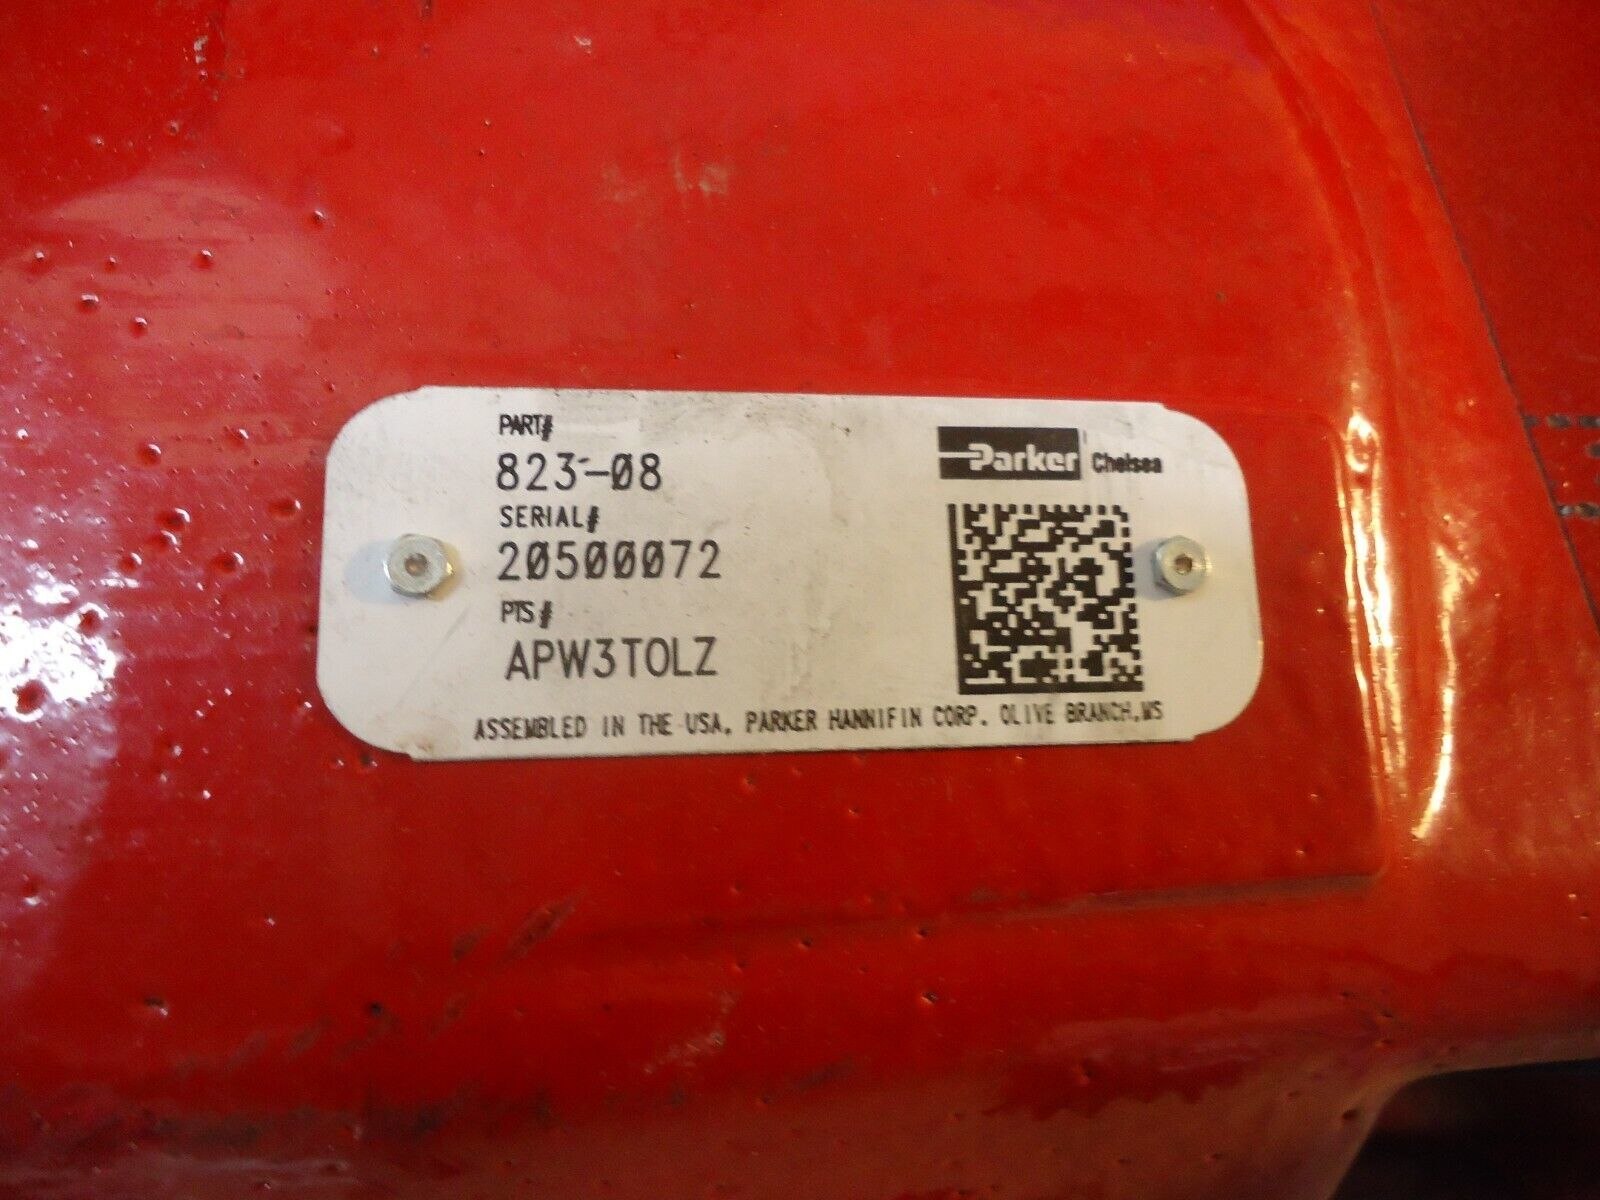 PART#
823-08
SERIAL#
20500072
PTS#
APW3TOLZ
Parker Chelsea
ASSEMBLED IN THE USA, PARKER HANNIFIN CORP. OLIVE BRANCH, MS